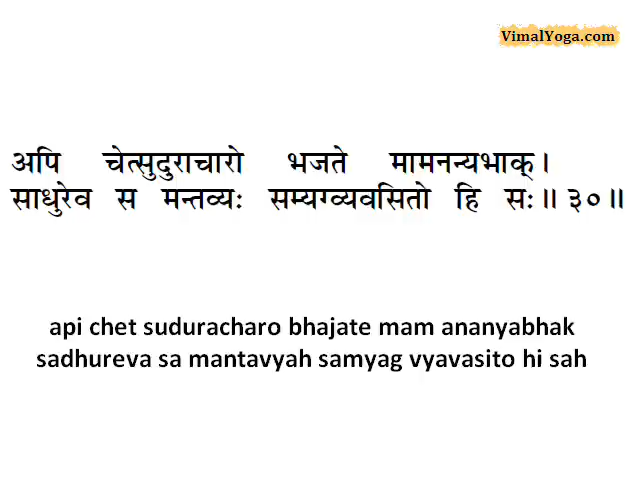 VimalYoga.com
अपि चेत्सुदुराचारो भजते मामनन्यभाक्।
साधुरेव स मन्तव्यः सम्यग्व्यवसितो हि सः॥ ३०॥
api chet suduracharo bhajate mam ananyabhak
sadhureva sa mantavyah samyag vyavasito hi sah